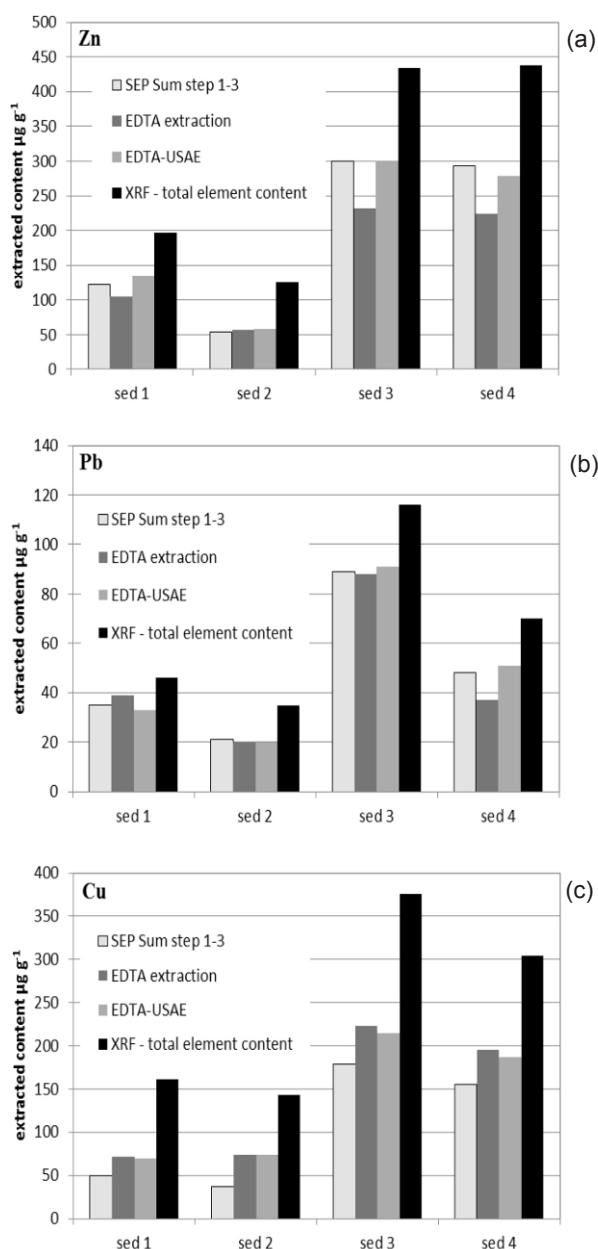 Zn
(a)
500
450
400
350
300
250
200
150
100
50
0
extracted content µg g⁻¹
SEP Sum step 1-3
EDTA extraction
EDTA-USAE
XRF - total element content
sed 1 sed 2 sed 3 sed 4
Pb
(b)
140
120
100
80
60
40
20
0
extracted content µg g⁻¹
SEP Sum step 1-3
EDTA extraction
EDTA-USAE
XRF - total element content
sed 1 sed 2 sed 3 sed 4
Cu
(c)
400
350
300
250
200
150
100
50
0
extracted content µg g⁻¹
SEP Sum step 1-3
EDTA extraction
EDTA-USAE
XRF - total element content
sed 1 sed 2 sed 3 sed 4